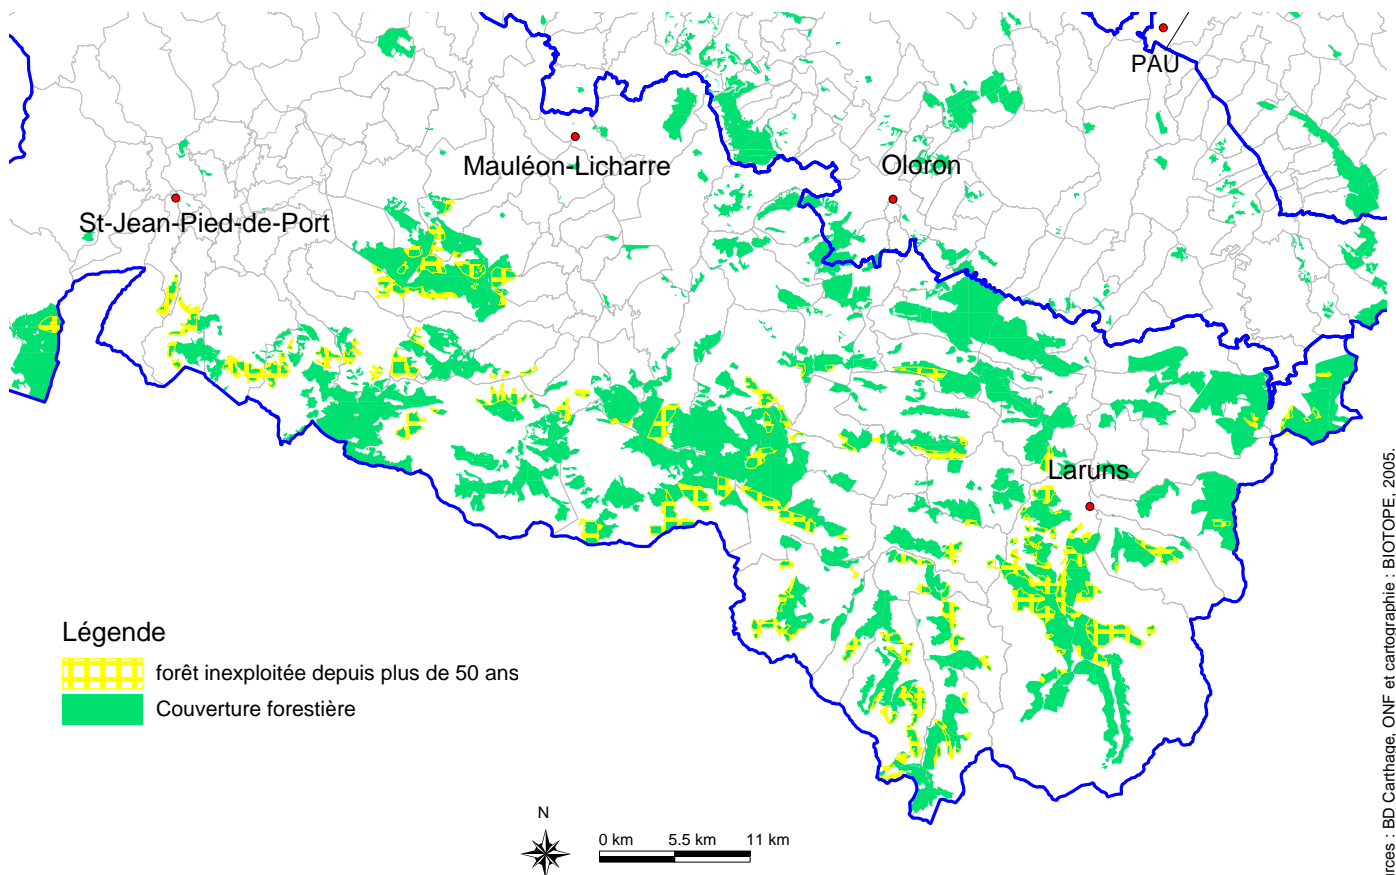 PAU
Mauléon-Licharre
Oloron
St-Jean-Pied-de-Port
Laruns
Légende
forêt inexploitée depuis plus de 50 ans
Couverture forestière
N
0 km 5.5 km 11 km
: BD Carthage, ONF et cartographie : BIOTOPE, 2005.